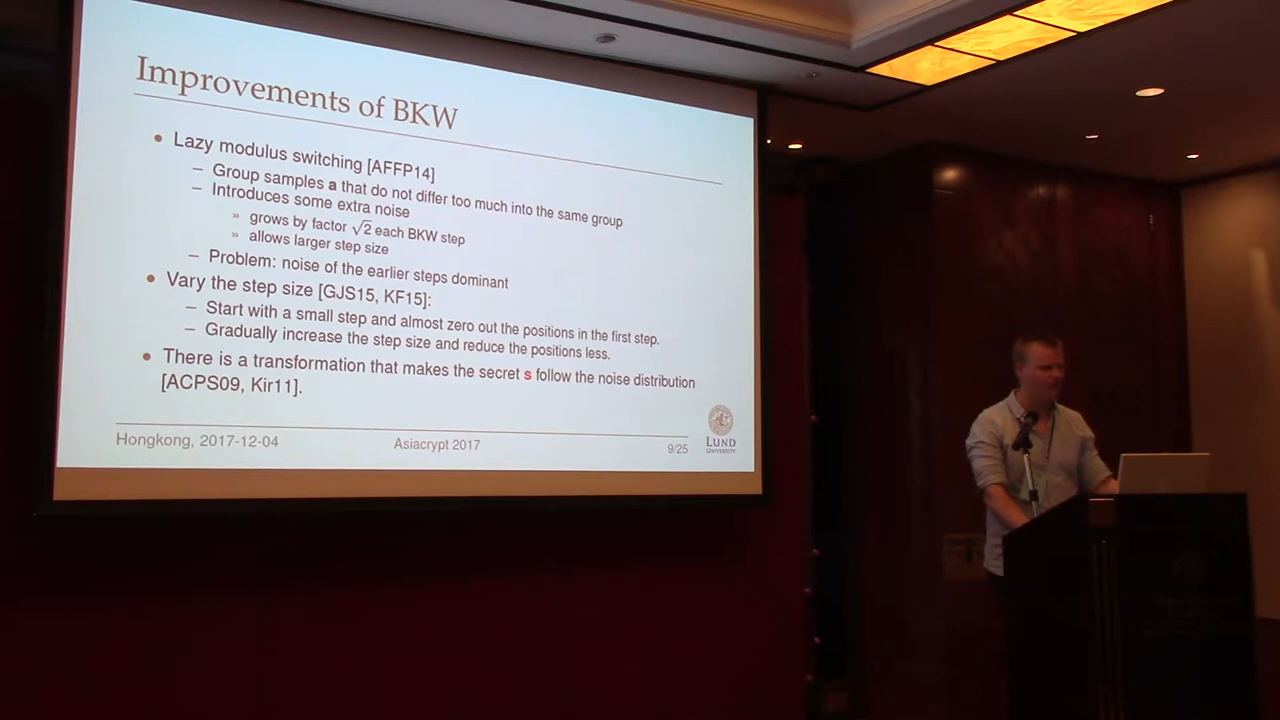 Improvements of BKW
• Lazy modulus switching [AFFP14]
– Group samples a that do not differ too much into the same group
– Introduces some extra noise
» grows by factor √2 each BKW step
» allows larger step size
– Problem: noise of the earlier steps dominant
• Vary the step size [GJS15, KF15]:
– Start with a small step and almost zero out the positions in the first step.
– Gradually increase the step size and reduce the positions less.
• There is a transformation that makes the secret s follow the noise distribution
[ACPS09, Kir11].
Hongkong, 2017-12-04 Asiacrypt 2017 9/25
LUND
UNIVERSITY